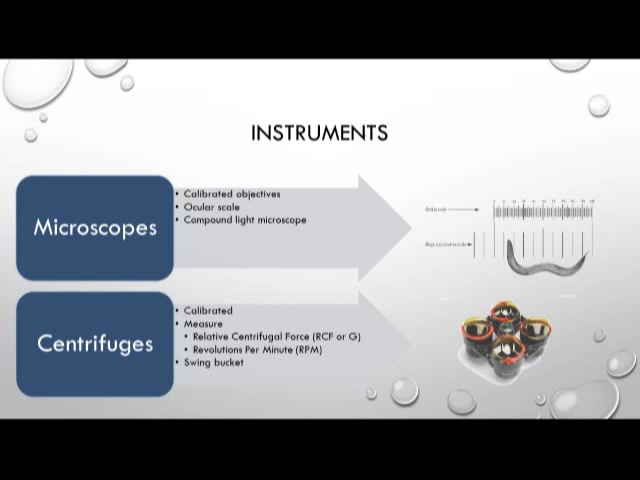 INSTRUMENTS
Microscopes
• Calibrated objectives
• Ocular scale
• Compound light microscope
Centrifuges
• Calibrated
• Measure
• Relative Centrifugal Force (RCF or G)
• Revolutions Per Minute (RPM)
• Swing bucket